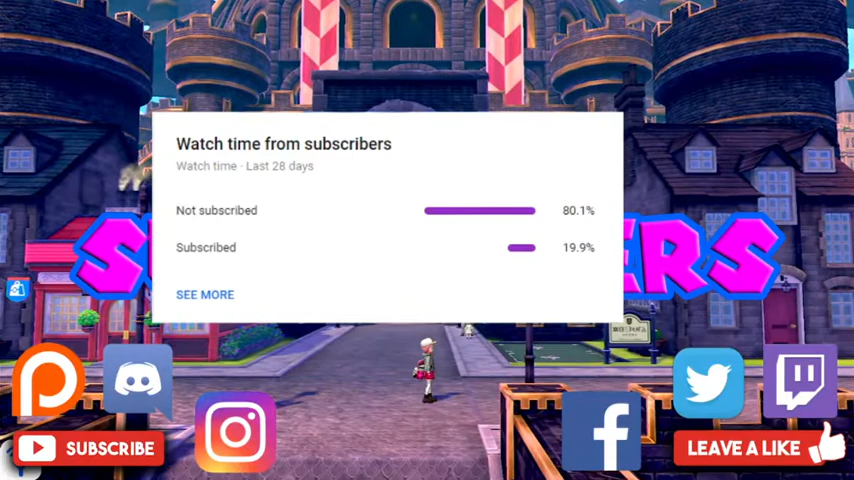 Watch time from subscribers
Watch time · Last 28 days
Not subscribed 80.1%
Subscribed 19.9%
SEE MORE
SUBSCRIBE
LEAVE A LIKE